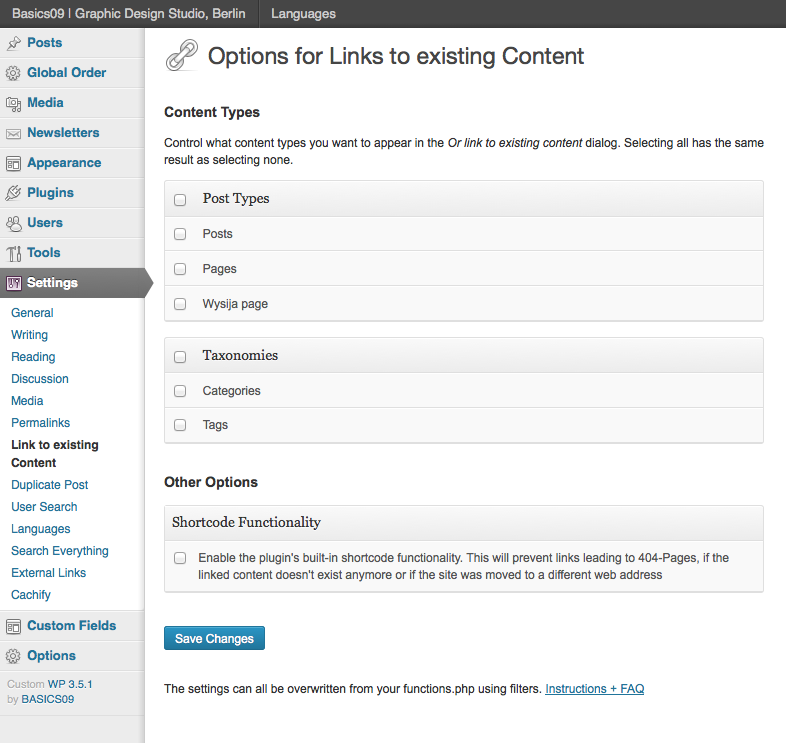 Basics09 | Graphic Design Studio, Berlin
Languages
Posts
Global Order
Media
Newsletters
Appearance
Plugins
Users
Tools
Settings
General
Writing
Reading
Discussion
Media
Permalinks
Link to existing
Content
Duplicate Post
User Search
Languages
Search Everything
External Links
Cachify
Custom Fields
Options
Custom WP 3.5.1
by BASICS09
Options for Links to existing Content
Content Types
Control what content types you want to appear in the Or link to existing content dialog. Selecting all has the same
result as selecting none.
Post Types
Posts
Pages
Wysija page
Taxonomies
Categories
Tags
Other Options
Shortcode Functionality
Enable the plugin's built-in shortcode functionality. This will prevent links leading to 404-Pages, if the
linked content doesn't exist anymore or if the site was moved to a different web address
Save Changes
The settings can all be overwritten from your functions.php using filters. Instructions + FAQ